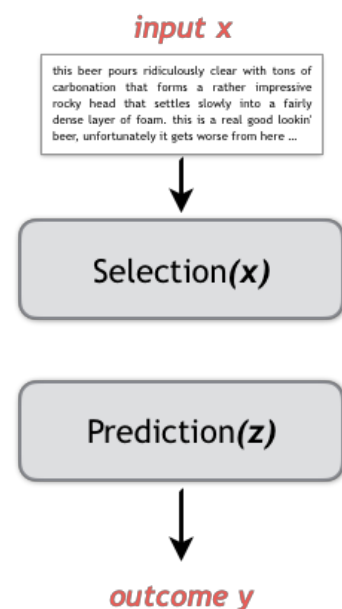 input x
this beer pours ridiculously clear with tons of
carbonation that forms a rather impressive
rocky head that settles slowly into a fairly
dense layer of foam. this is a real good lookin'
beer, unfortunately it gets worse from here ...
Selection(x)
Prediction(z)
outcome y